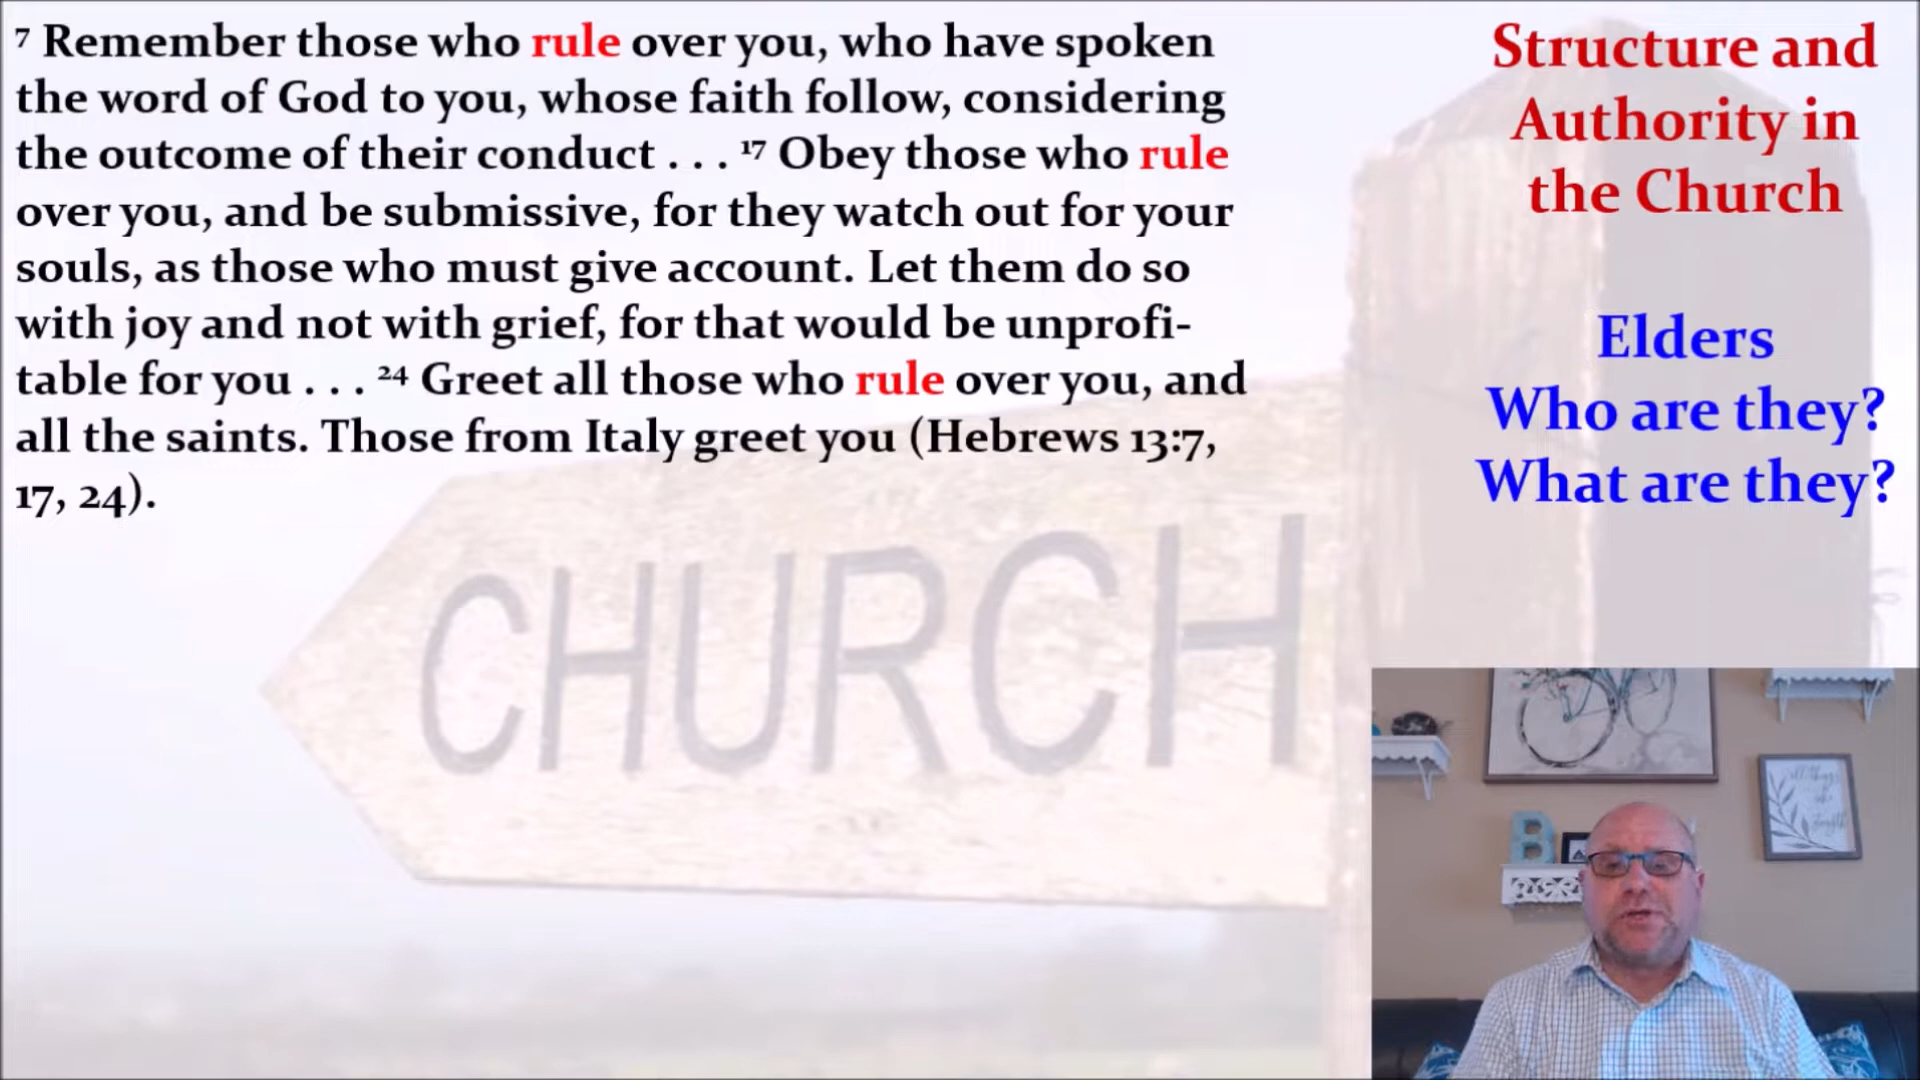 ⁷ Remember those who rule over you, who have spoken
the word of God to you, whose faith follow, considering
the outcome of their conduct . . . ¹⁷ Obey those who rule
over you, and be submissive, for they watch out for your
souls, as those who must give account. Let them do so
with joy and not with grief, for that would be unprofi-
table for you . . . ²⁴ Greet all those who rule over you, and
all the saints. Those from Italy greet you (Hebrews 13:7,
17, 24).
Structure and
Authority in
the Church
Elders
Who are they?
What are they?
CHURCH
B